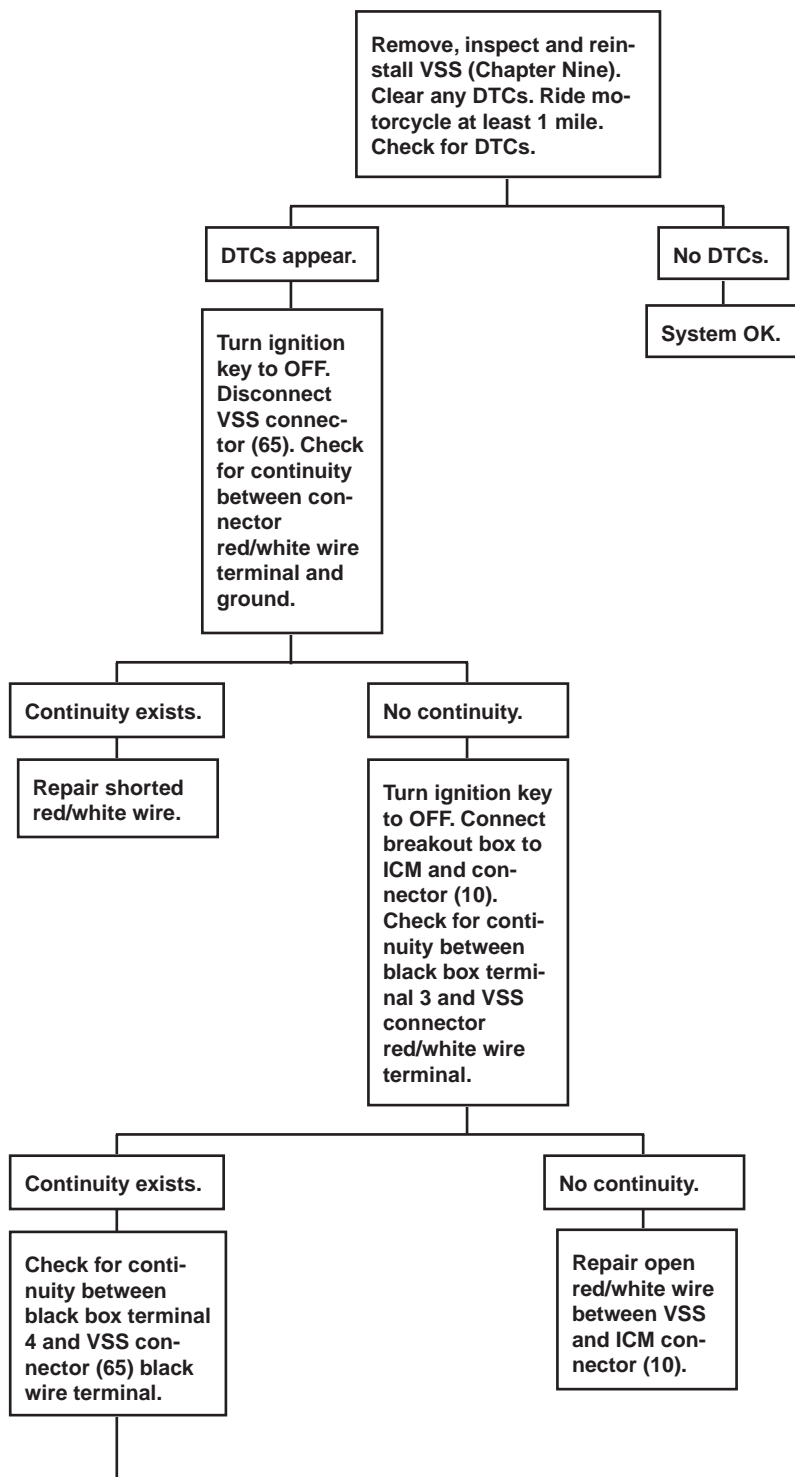 Remove, inspect and rein-
stall VSS (Chapter Nine).
Clear any DTCs. Ride mo-
torcycle at least 1 mile.
Check for DTCs.
DTCs appear.
No DTCs.
Turn ignition
key to OFF.
Disconnect
VSS connec-
tor (65). Check
for continuity
between con-
nector
red/white wire
terminal and
ground.
System OK.
Continuity exists.
No continuity.
Repair shorted
red/white wire.
Turn ignition key
to OFF. Connect
breakout box to
ICM and con-
nector (10).
Check for conti-
nuity between
black box termi-
nal 3 and VSS
connector
red/white wire
terminal.
Continuity exists.
No continuity.
Check for conti-
nuity between
black box terminal
4 and VSS con-
nector (65) black
wire terminal.
Repair open
red/white wire
between VSS
and ICM con-
nector (10).